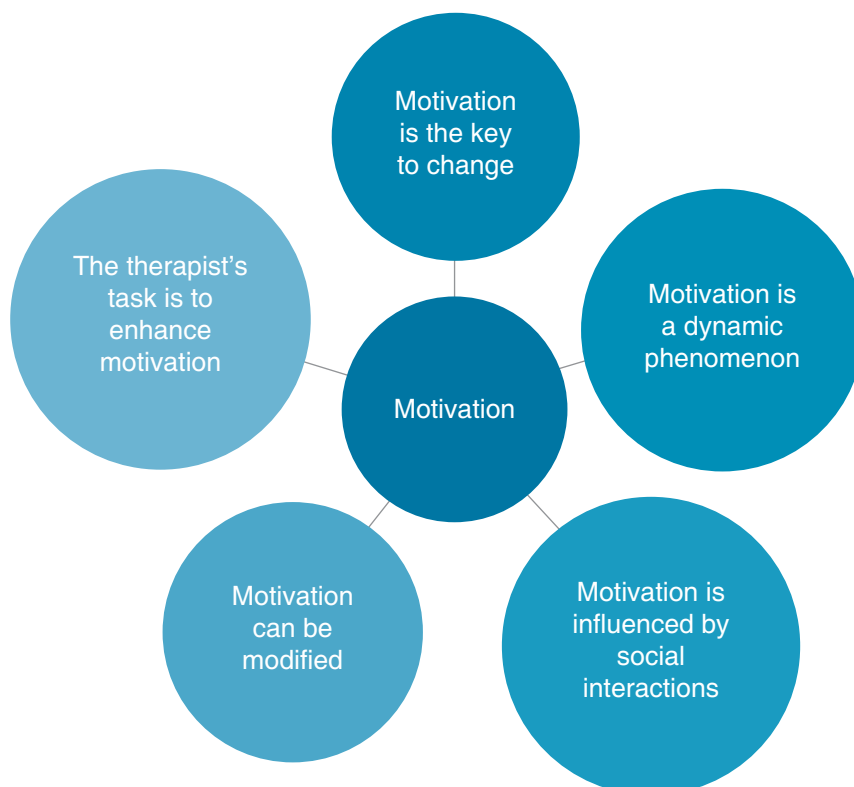 Motivation
is the key
to change
Motivation is
a dynamic
phenomenon
Motivation is
influenced by
social
interactions
Motivation
can be
modified
The therapist’s
task is to
enhance
motivation
Motivation